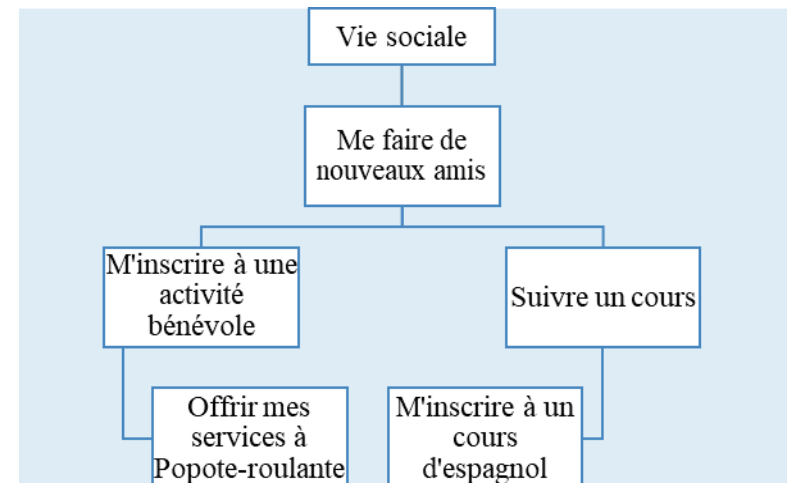 Vie sociale
Me faire de
nouveaux amis
M'inscrire à une
activité
bénévole
Suivre un cours
Offrir mes
services à
Popote-roulante
M'inscrire à un
cours
d'espagnol